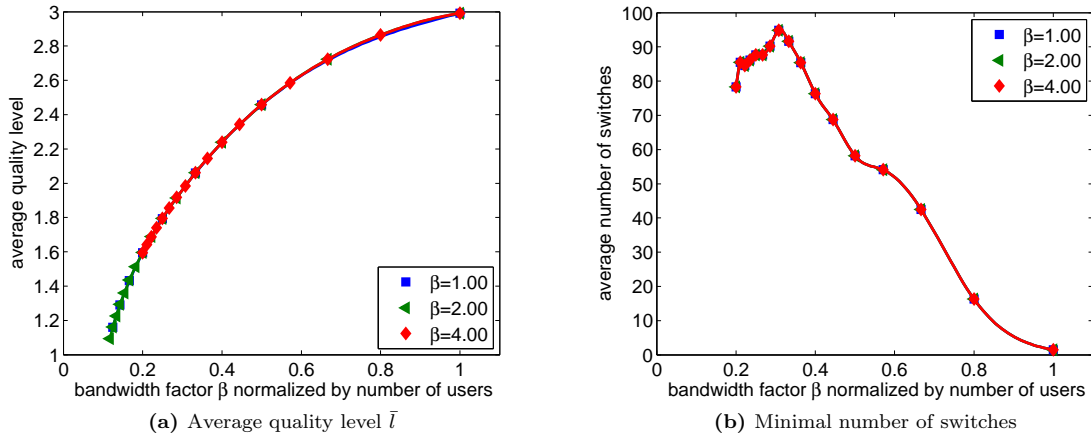 3
2.8
2.6
2.4
2.2
2
1.8
1.6
1.4
1.2
1
0 0.2 0.4 0.6 0.8 1
average quality level
bandwidth factor β normalized by number of users
β=1.00
β=2.00
β=4.00
(a) Average quality level l̄
100
90
80
70
60
50
40
30
20
10
0
0 0.2 0.4 0.6 0.8 1
average number of switches
bandwidth factor β normalized by number of users
β=1.00
β=2.00
β=4.00
(b) Minimal number of switches